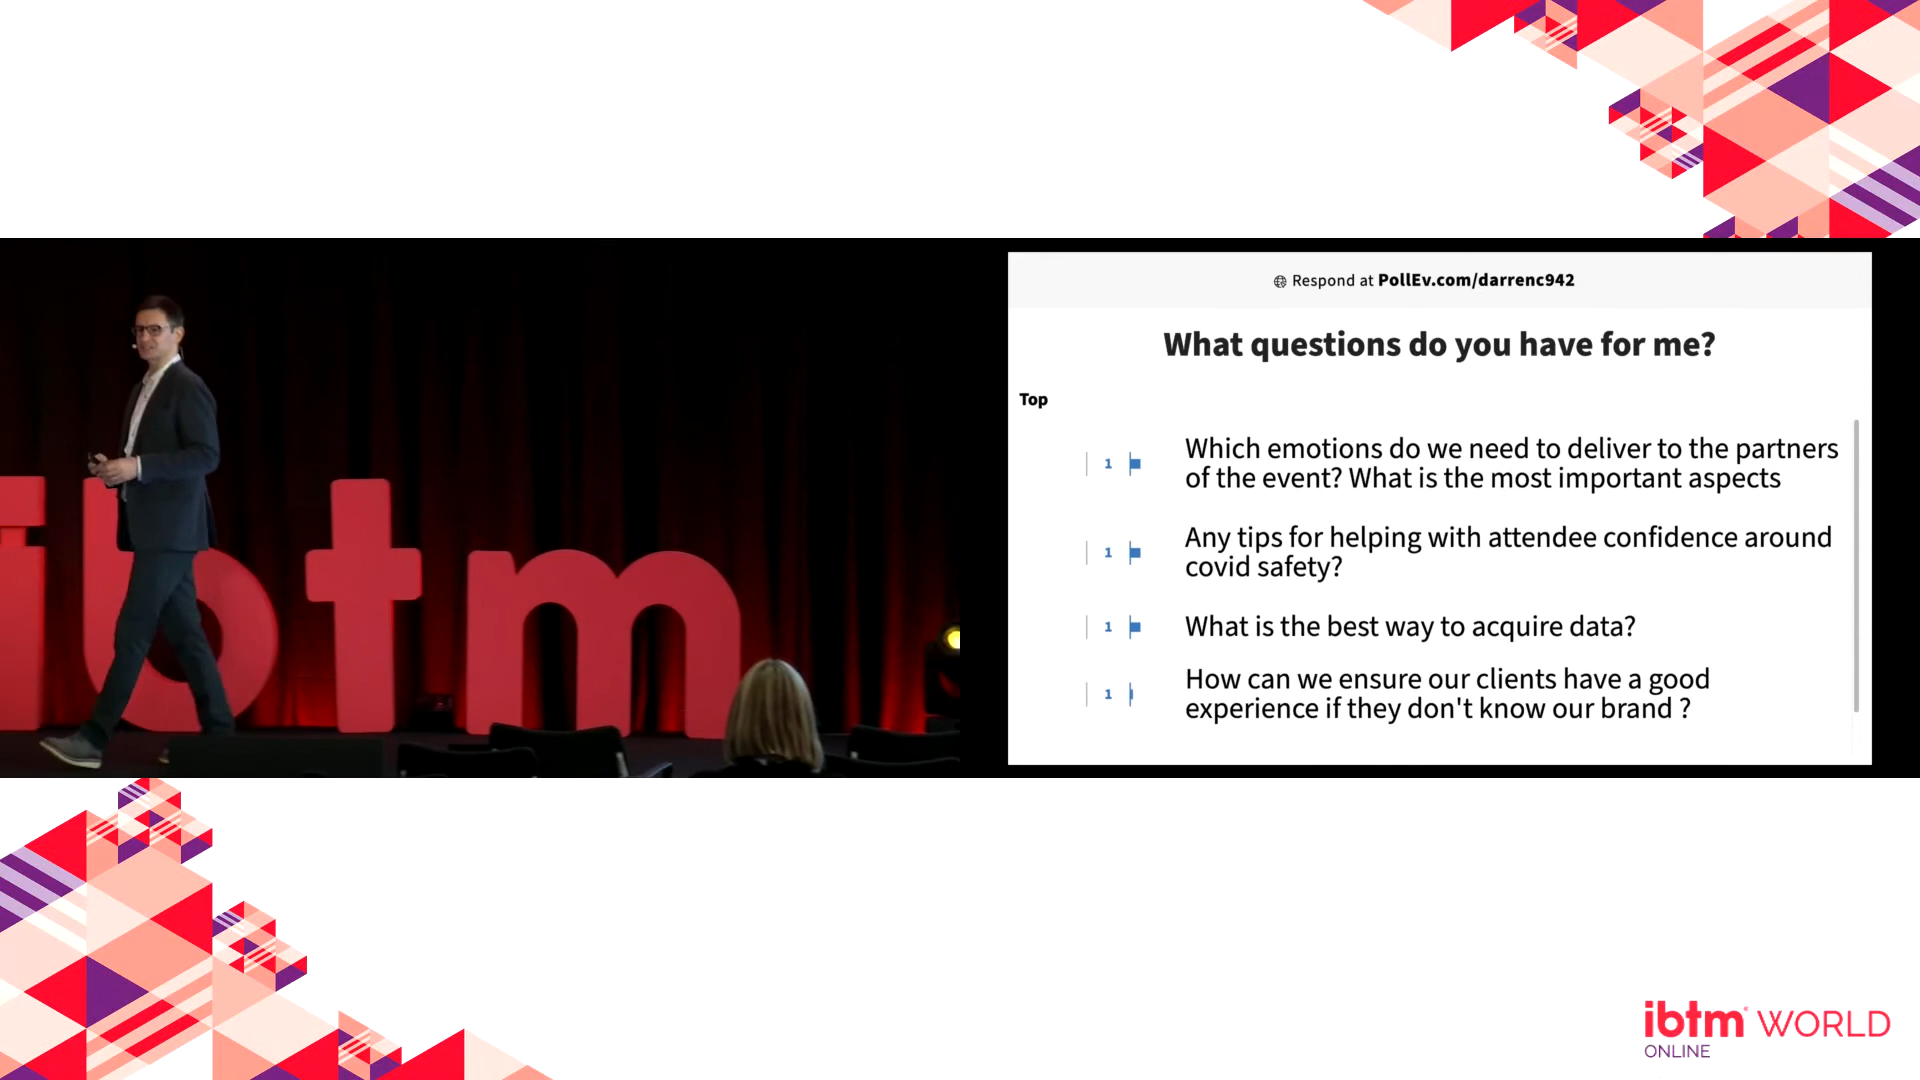 ibtm
Respond at PollEv.com/darrenc942
What questions do you have for me?
Top
1
Which emotions do we need to deliver to the partners
of the event? What is the most important aspects
1
Any tips for helping with attendee confidence around
covid safety?
1
What is the best way to acquire data?
1
How can we ensure our clients have a good
experience if they don't know our brand ?
ibtm WORLD
ONLINE